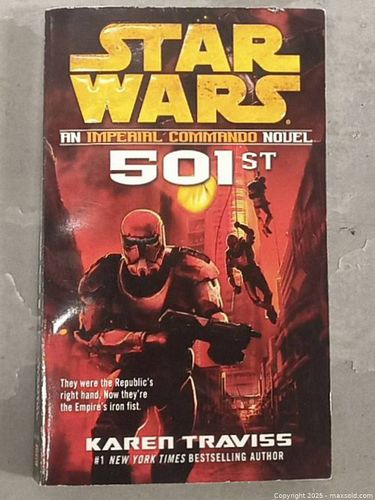 STAR
WARS
AN IMPERIAL COMMANDO NOVEL
501ST
They were the Republic's
right hand. Now they're
the Empire's iron fist.
KAREN TRAVISS
#1 NEW YORK TIMES BESTSELLING AUTHOR
Copyright 2025 - maxsold.com